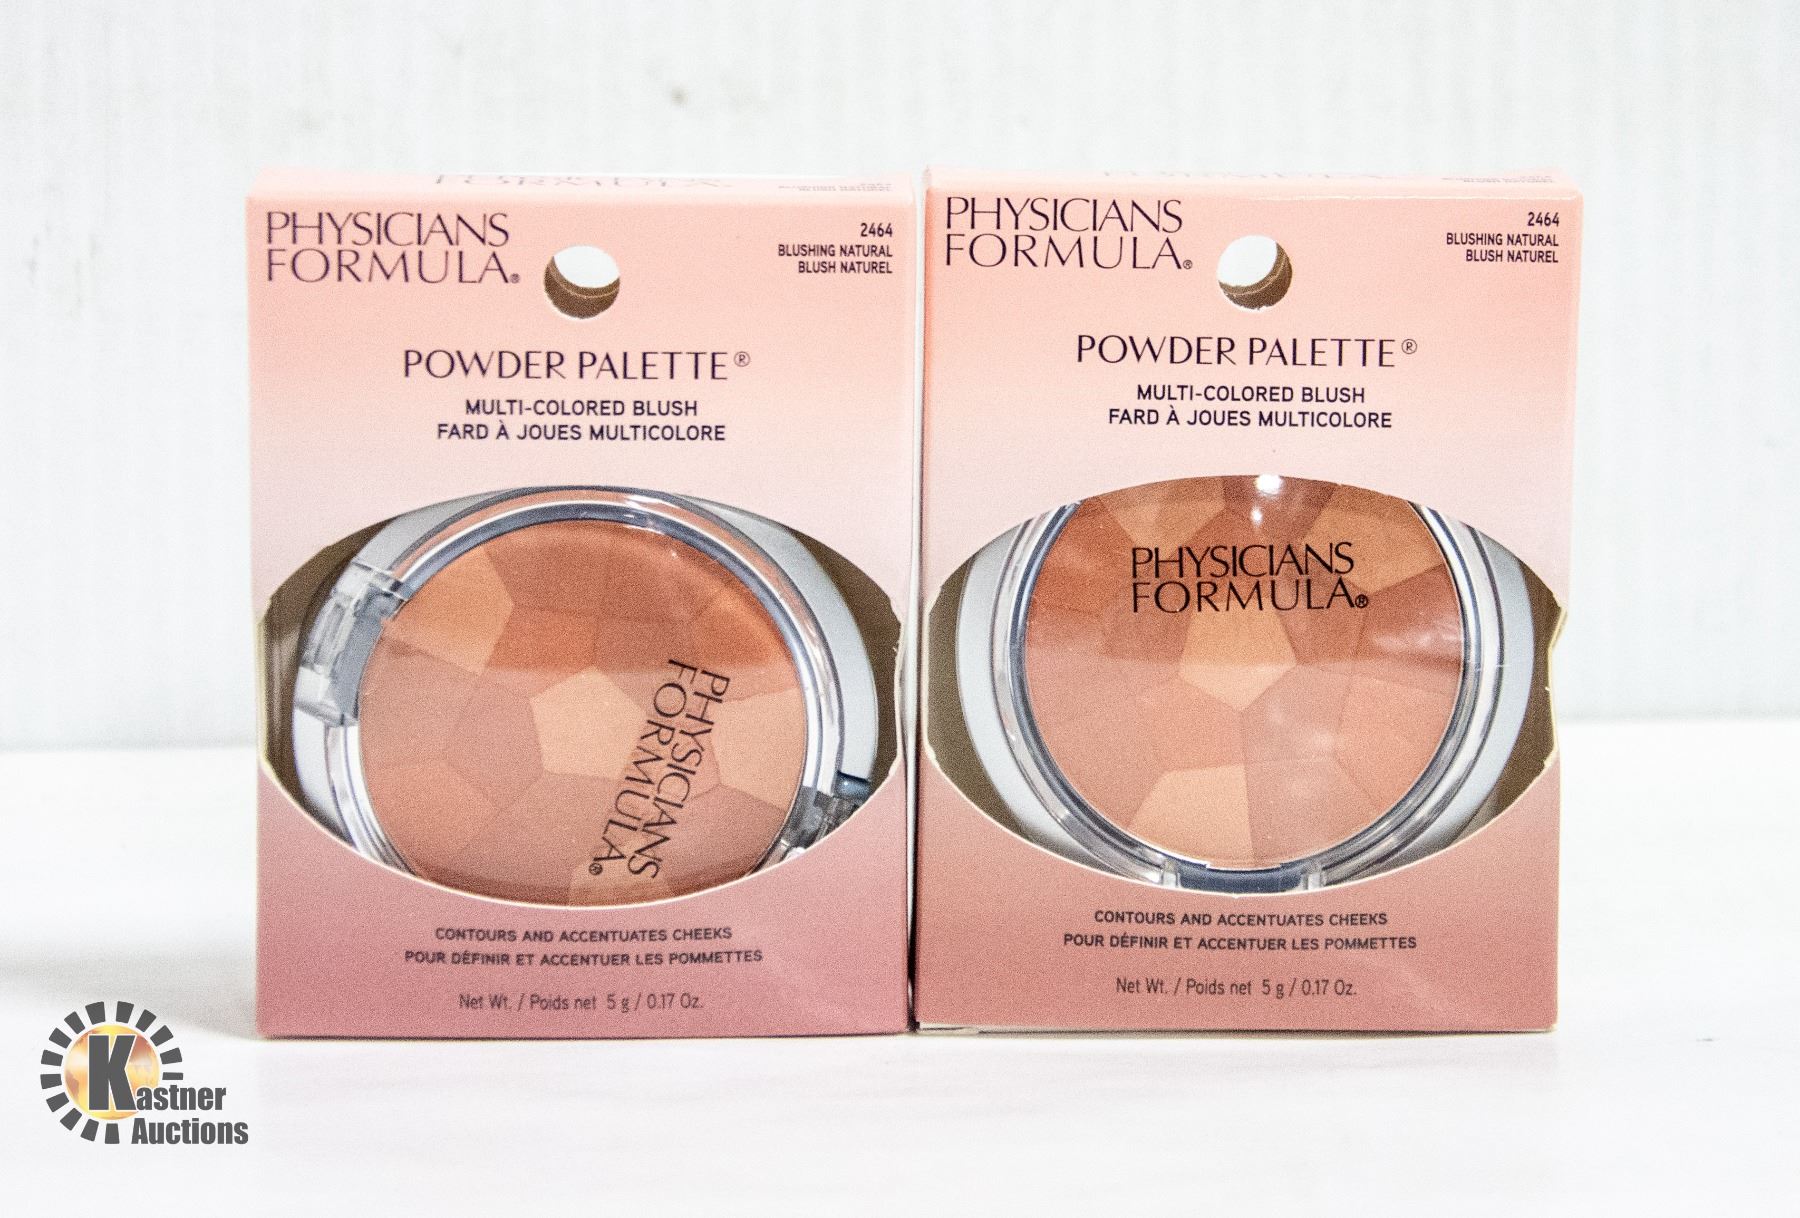 PHYSICIANS
FORMULA®
2464
BLUSHING NATURAL
BLUSH NATUREL
POWDER PALETTE®
MULTI-COLORED BLUSH
FARD À JOUES MULTICOLORE
PHYSICIANS
FORMULA®
CONTOURS AND ACCENTUATES CHEEKS
POUR DÉFINIR ET ACCENTUER LES POMMETTES
Net Wt. / Poids net 5 g / 0.17 Oz.
PHYSICIANS
FORMULA®
2464
BLUSHING NATURAL
BLUSH NATUREL
POWDER PALETTE®
MULTI-COLORED BLUSH
FARD À JOUES MULTICOLORE
PHYSICIANS
FORMULA®
CONTOURS AND ACCENTUATES CHEEKS
POUR DÉFINIR ET ACCENTUER LES POMMETTES
Net Wt. / Poids net 5 g / 0.17 Oz.
Kastner
Auctions